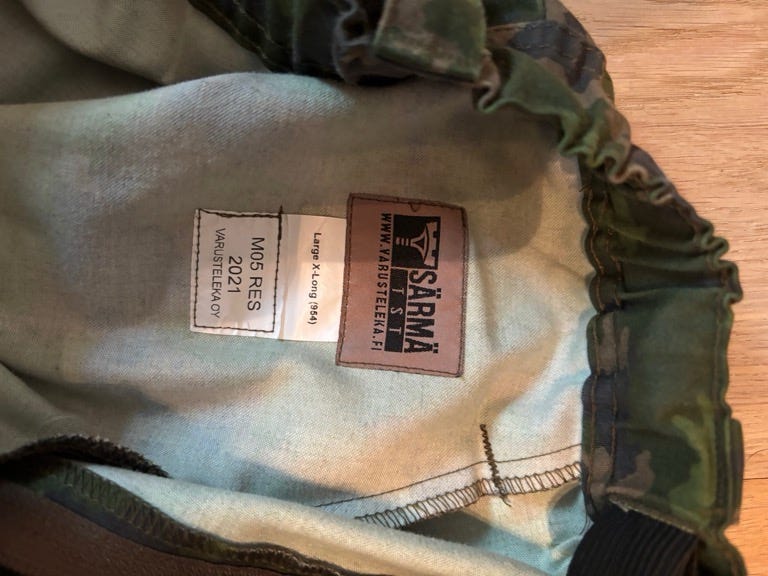 SÄRMÄ
TST
WWW.VARUSTELEKA.FI
Large X-Long (954)
M05 RES
2021
VARUSTELEKA OY